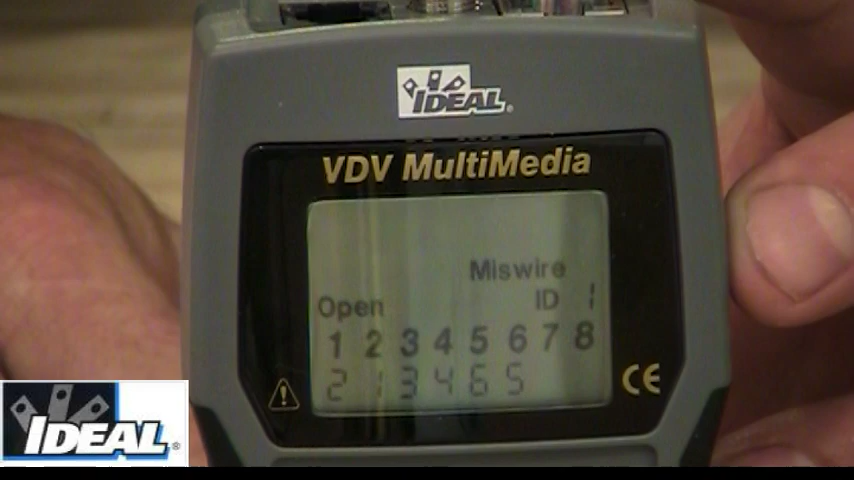 IDEAL®
VDV MultiMedia
Miswire
Open ID 1
1 2 3 4 5 6 7 8
2 1 3 4 6 5
CE
IDEAL®